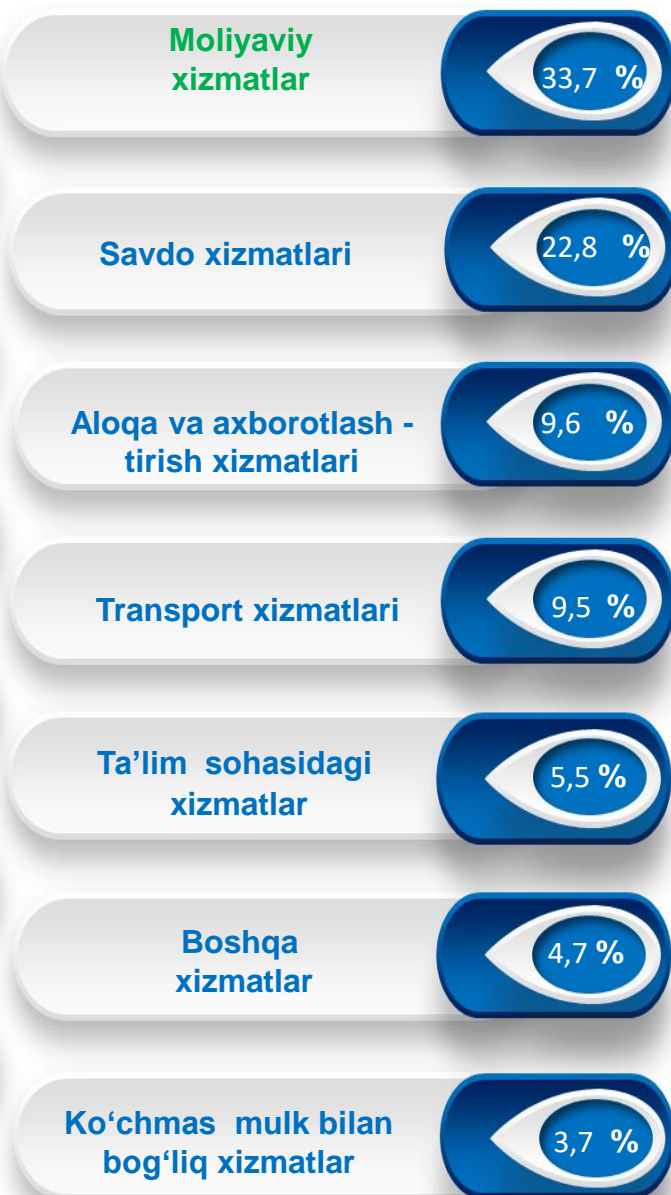 Moliyaviy
xizmatlar
33,7 %
Savdo xizmatlari
22,8 %
Aloqa va axborotlash -
tirish xizmatlari
9,6 %
Transport xizmatlari
9,5 %
Ta’lim sohasidagi
xizmatlar
5,5 %
Boshqa
xizmatlar
4,7 %
Ko‘chmas mulk bilan
bog‘liq xizmatlar
3,7 %